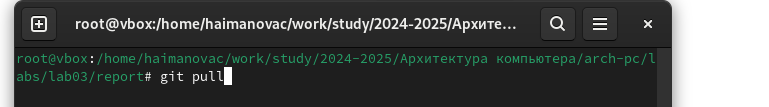 root@vbox:/home/haimanovac/work/study/2024-2025/Архите...
root@vbox:/home/haimanovac/work/study/2024-2025/Архитектура компьютера/arch-pc/l
abs/lab03/report# git pull